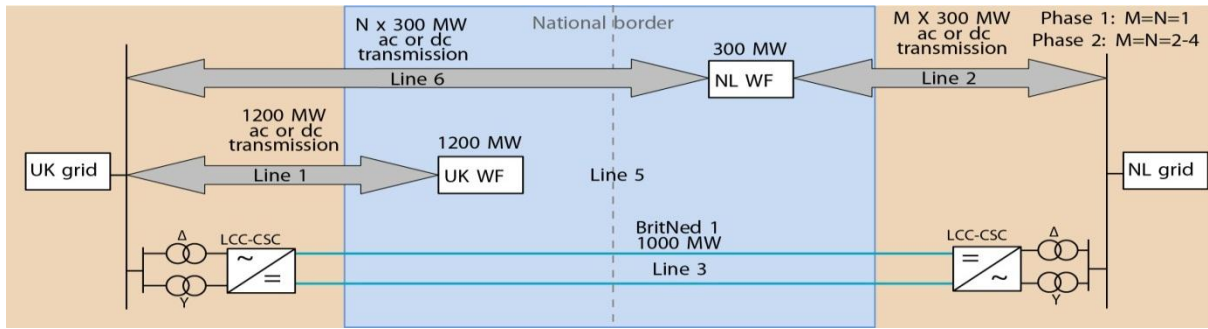 N x 300 MW
ac or dc
transmission
National border
M X 300 MW
ac or dc
transmission
Phase 1: M=N=1
Phase 2: M=N=2-4
300 MW
Line 6
NL WF
Line 2
1200 MW
ac or dc
transmission
1200 MW
UK grid
Line 1
UK WF
Line 5
NL grid
BritNed 1
1000 MW
Δ
LCC-CSC
LCC-CSC
Δ
~
=
=
~
Line 3
Y
Y